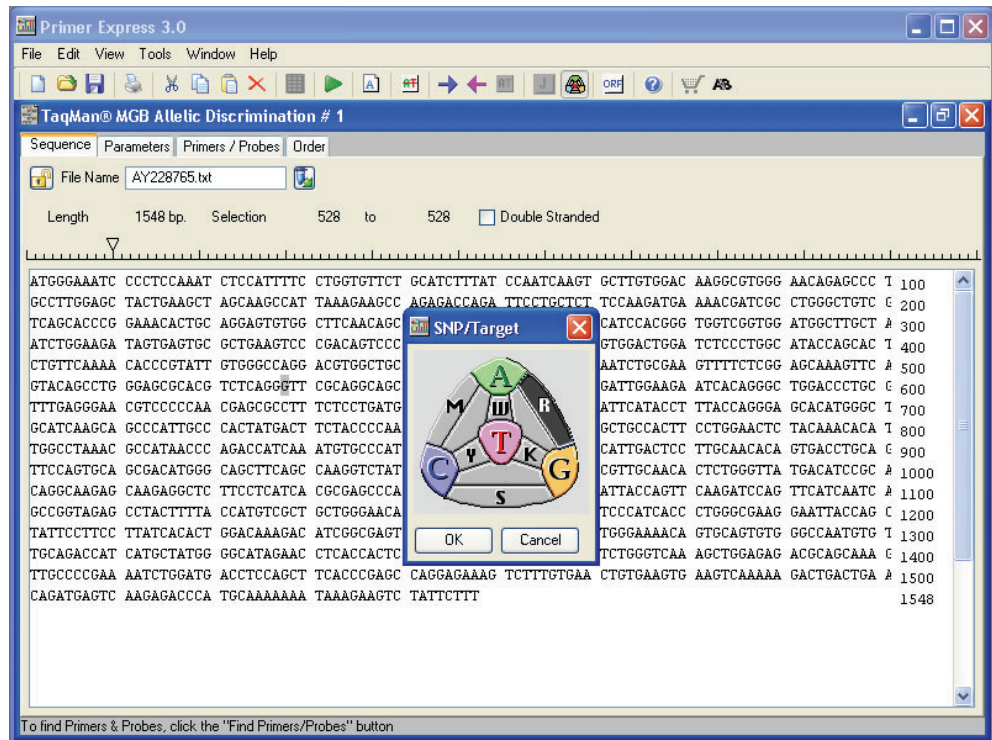 Primer Express 3.0
File Edit View Tools Window Help
TaqMan® MGB Allelic Discrimination # 1
Sequence Parameters Primers / Probes Order
File Name AY228765.txt
Length 1548 bp. Selection 528 to 528 Double Stranded
ATGGGAAATC CCCTCCAAAT CTCCATTTTC CTGGTGTTCT GCATCTTTAT CCAATCAAGT GCTTGTGGAC AAGGCGTGGG AACAGAGCCC T 100
GCCTTGGAGC TACTGAAGCT AGCAAGCCAT TAAAGAAGCC AGAGACCAGA TTCCTGCTCT TCCAAGATGA AAACGATCGC CTGGGCTGTC G 200
TCAGCACCCG GAAACACTGC AGGAGTGTGG CTTCAACAGC CATCCACGGG TGGTCGGTGG ATGGCTTGCT A 300
ATCTGGAAGA TAGTGAGTGC GCTGAAGTCC CGACAGTCCC GTGGACTGGA TCTCCCTGGC ATACCAGCAC T 400
CTGTTCAAAA CACCCGTATT GTGGGCCAGG ACGTGGCTGC AATCTGCGAA GTTTTCTCGG AGCAAAGTTC A 500
GTACAGCCTG GGAGCGCACG TCTCAGGGTT CGCAGGCAGC GATTGGAAGA ATCACAGGGC TGGACCCTGC G 600
TTTGAGGGAA CGTCCCCCAA CGAGCGCCTT TCTCCTGATG ATTCATACCT TTACCAGGGA GCACATGGGC T 700
GCATCAAGCA GCCCATTGCC CACTATGACT TCTACCCCAA GCTGCCACTT CCTGGAACTC TACAAACACA T 800
TGGCCTAAAC GCCATAACCC AGACCATCAA ATGTGCCCAT CATTGACTCC TTGCAACACA GTGACCTGCA G 900
TTCCAGTGCA GCGACATGGG CAGCTTCAGC CAAGGTCTAT CGTTGCAACA CTCTGGGTTA TGACATCCGC A 1000
CAGGCAAGAG CAAGAGGCTC TTCCTCATCA CGCGAGCCCA ATTACCAGTT CAAGATCCAG TTCATCAATC A 1100
GCCGGTAGAG CCTACTTTTA CCATGTCGCT GCTGGGAACA TCCCATCACC CTGGGCGAAG GAATTACCAG C 1200
TATTCCTTCC TTATCACACT GGACAAAGAC ATCGGCGAGT TGGGAAAACA GTGCAGTGTG GGCCAATGTG T 1300
TGCAGACCAT CATGCTATGG GGCATAGAAC CTCACCACTC TCTGGGTCAA AGCTGGAGAG ACGCAGCAAA G 1400
TTGCCCCGAA AATCTGGATG ACCTCCAGCT TCACCCGAGC CAGGAGAAAG TCTTTGTGAA CTGTGAAGTG AAGTCAAAAA GACTGACTGA A 1500
CAGATGAGTC AAGAGACCCA TGCAAAAAAA TAAAGAAGTC TATTCTTT 1548
SNP/Target
A
M W R
T
Y K
C G
S
OK Cancel
To find Primers & Probes, click the "Find Primers/Probes" button